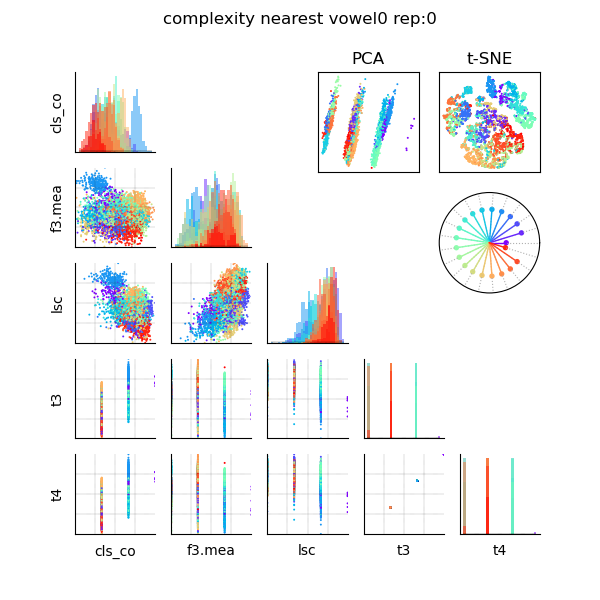 complexity nearest vowel0 rep:0
PCA
t-SNE
cls_co
f3.mea
lsc
t3
t4
cls_co
f3.mea
lsc
t3
t4